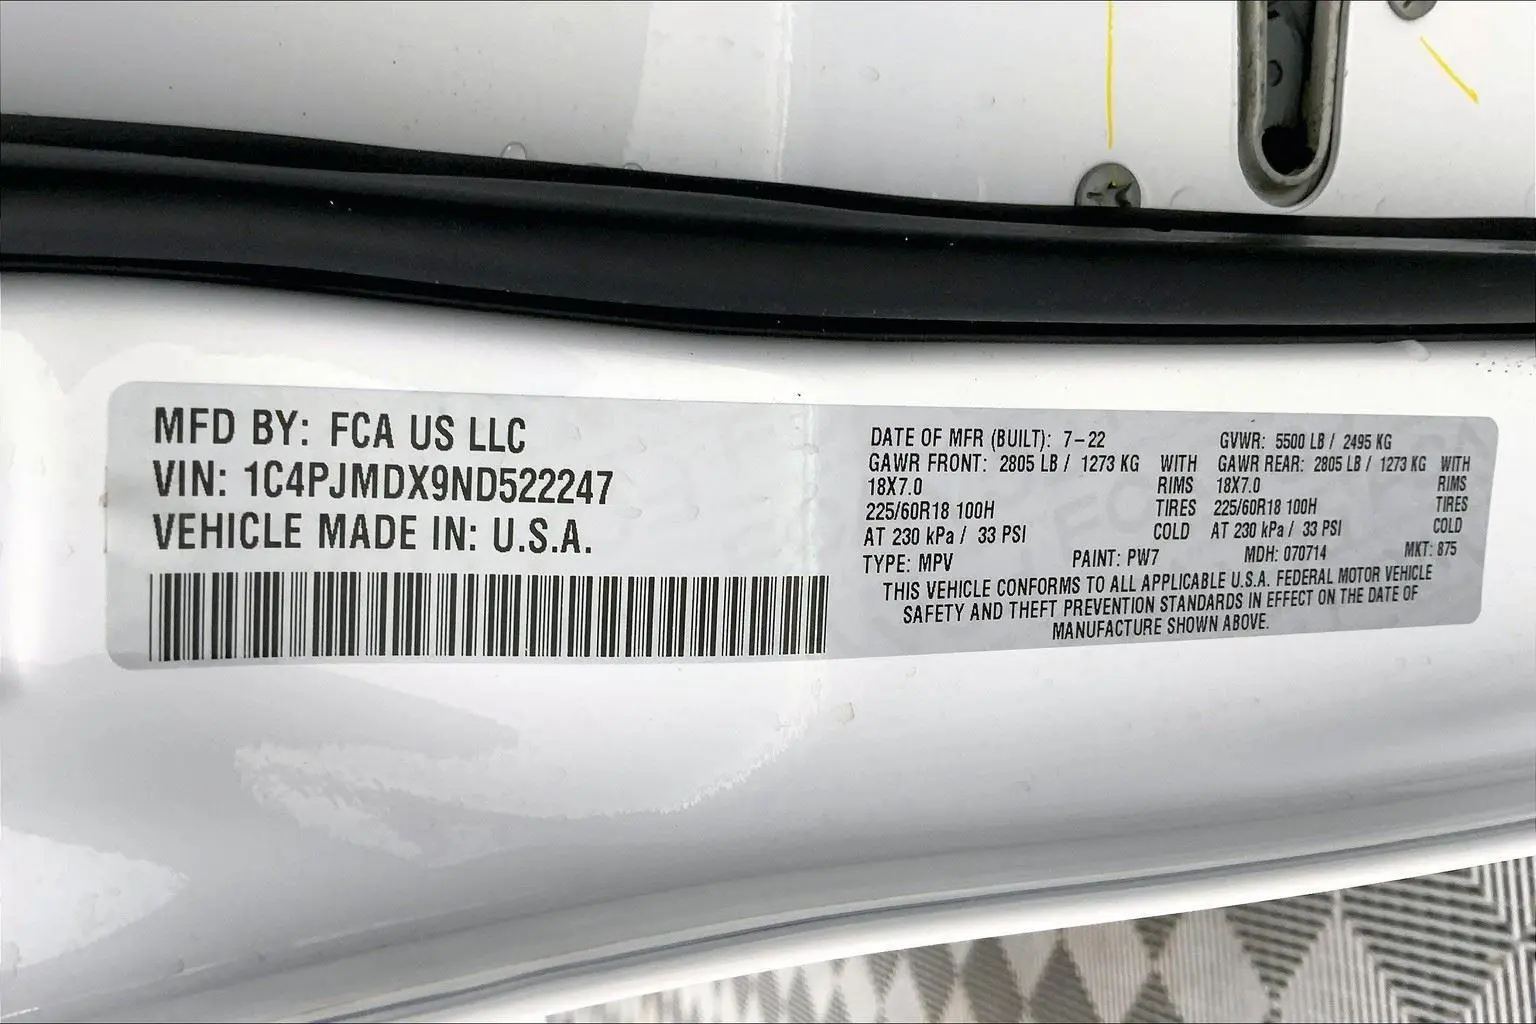 MFD BY: FCA US LLC
VIN: 1C4PJMDX9ND522247
VEHICLE MADE IN: U.S.A.
DATE OF MFR (BUILT): 7-22 GVWR: 5500 LB / 2495 KG
GAWR FRONT: 2805 LB / 1273 KG WITH GAWR REAR: 2805 LB / 1273 KG WITH
18X7.0 RIMS 18X7.0 RIMS
225/60R18 100H TIRES 225/60R18 100H TIRES
AT 230 kPa / 33 PSI COLD AT 230 kPa / 33 PSI COLD
TYPE: MPV PAINT: PW7 MDH: 070714 MKT: 875
THIS VEHICLE CONFORMS TO ALL APPLICABLE U.S.A. FEDERAL MOTOR VEHICLE
SAFETY AND THEFT PREVENTION STANDARDS IN EFFECT ON THE DATE OF
MANUFACTURE SHOWN ABOVE.